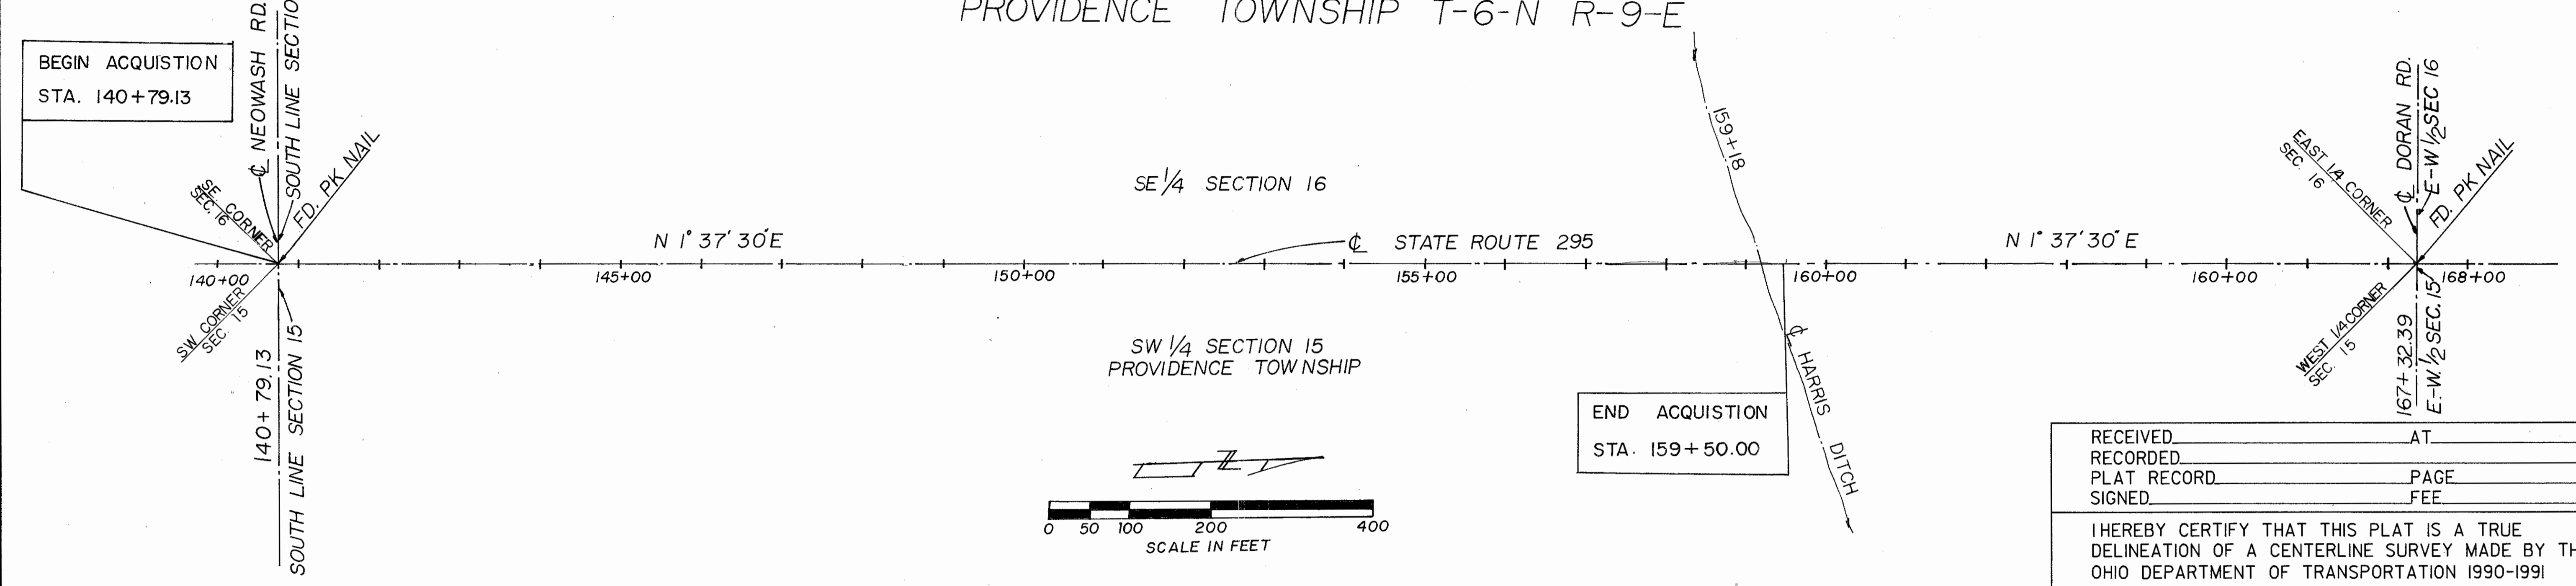 PROVIDENCE TOWNSHIP T-6-N R-9-E
BEGIN ACQUISTION
STA. 140+79.13
℄ NEOWASH RD.
SOUTH LINE SECTIO
FD. PK NAIL
SE. CORNER
SEC. 16
SW CORNER
SEC. 15
140+79.13
SOUTH LINE SECTION 15
N 1° 37' 30" E
SE 1/4 SECTION 16
℄ STATE ROUTE 295
159+18
N 1° 37' 30" E
EAST 1/4 CORNER
SEC. 16
℄ DORAN RD.
E-W 1/2 SEC 16
FD. PK NAIL
140+00
145+00
150+00
155+00
160+00
160+00
168+00
SW 1/4 SECTION 15
PROVIDENCE TOWNSHIP
℄ HARRIS DITCH
WEST 1/4 CORNER
SEC. 15
167+32.39
E.-W. 1/2 SEC. 15
END ACQUISTION
STA. 159+50.00
N
0 50 100 200 400
SCALE IN FEET
RECEIVED AT
RECORDED
PLAT RECORD PAGE
SIGNED FEE
I HEREBY CERTIFY THAT THIS PLAT IS A TRUE
DELINEATION OF A CENTERLINE SURVEY MADE BY TH
OHIO DEPARTMENT OF TRANSPORTATION 1990-1991